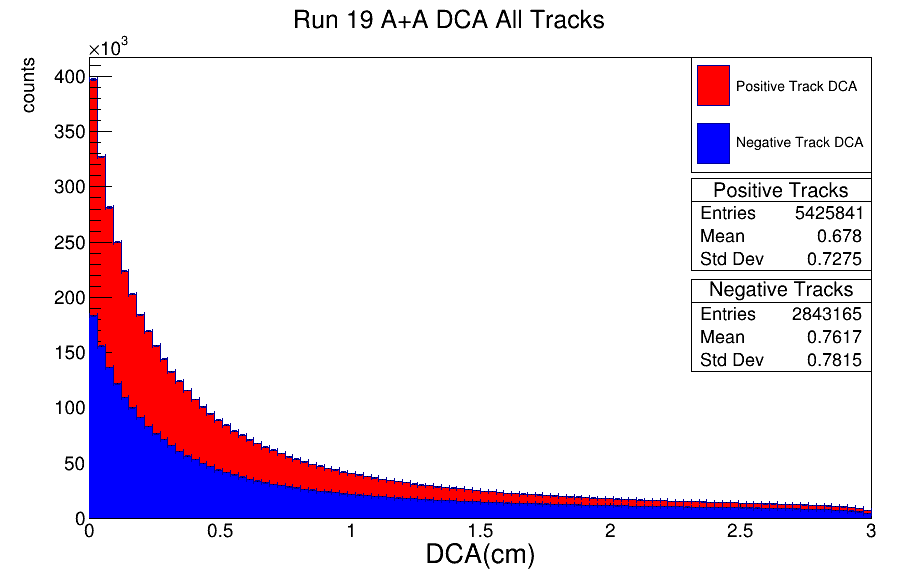 Run 19 A+A DCA All Tracks
×10³
counts
400
350
300
250
200
150
100
50
0
0 0.5 1 1.5 2 2.5 3
DCA(cm)
Positive Track DCA
Negative Track DCA
Positive Tracks
Entries 5425841
Mean 0.678
Std Dev 0.7275
Negative Tracks
Entries 2843165
Mean 0.7617
Std Dev 0.7815